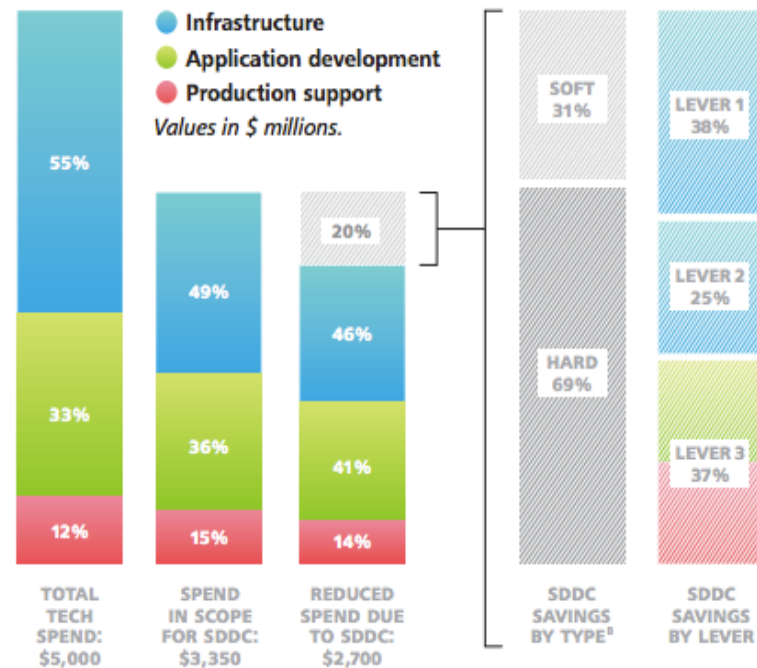 Infrastructure
Application development
Production support
Values in $ millions.
55%
33%
12%
TOTAL
TECH
SPEND:
$5,000
49%
36%
15%
SPEND
IN SCOPE
FOR SDDC:
$3,350
20%
46%
41%
14%
REDUCED
SPEND DUE
TO SDDC:
$2,700
SOFT
31%
HARD
69%
SDDC
SAVINGS
BY TYPE⁸
LEVER 1
38%
LEVER 2
25%
LEVER 3
37%
SDDC
SAVINGS
BY LEVER